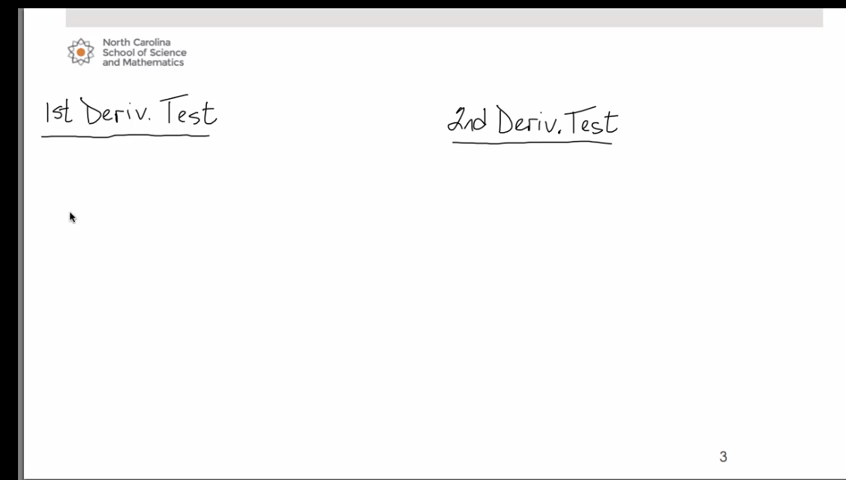 North Carolina
School of Science
and Mathematics
1st Deriv. Test
2nd Deriv. Test
3